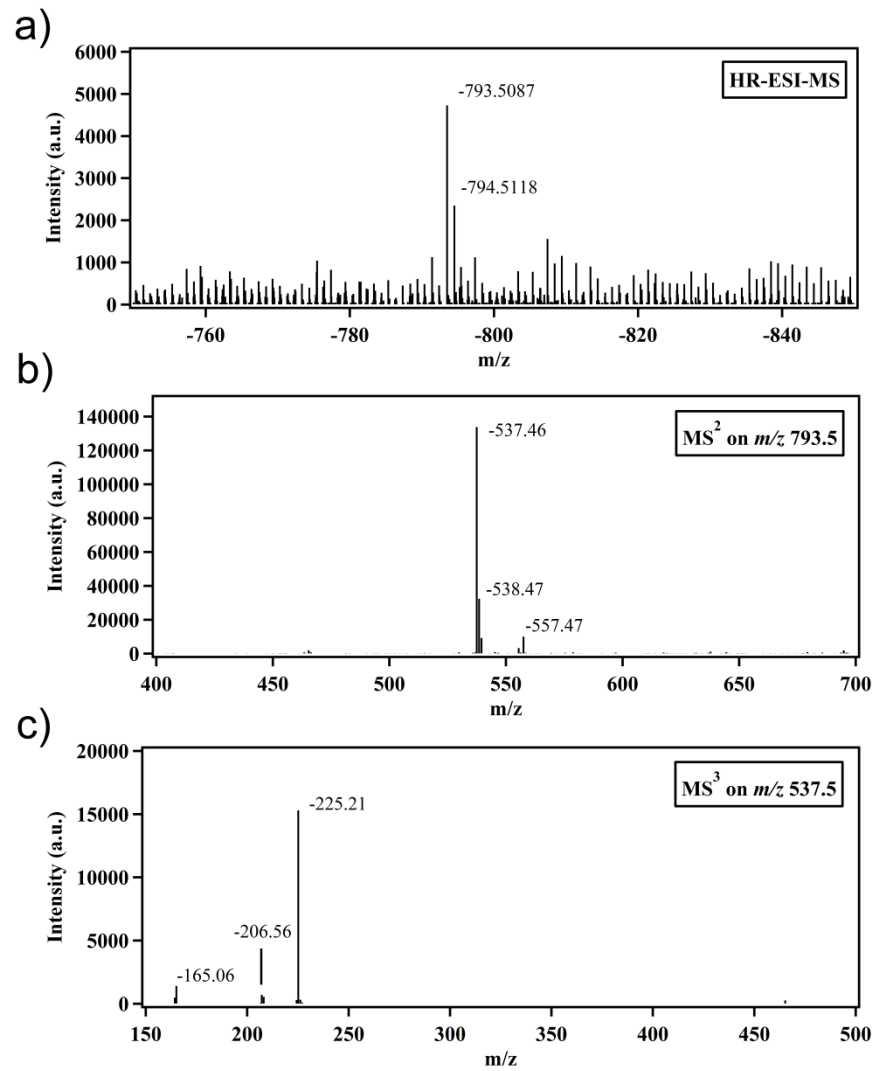 a)
6000
5000
4000
3000
2000
1000
0
Intensity (a.u.)
HR-ESI-MS
-793.5087
-794.5118
-760 -780 -800 -820 -840
m/z
b)
140000
120000
100000
80000
60000
40000
20000
0
Intensity (a.u.)
MS² on m/z 793.5
-537.46
-538.47
-557.47
400 450 500 550 600 650 700
m/z
c)
20000
15000
10000
5000
0
Intensity (a.u.)
MS³ on m/z 537.5
-225.21
-206.56
-165.06
150 200 250 300 350 400 450 500
m/z